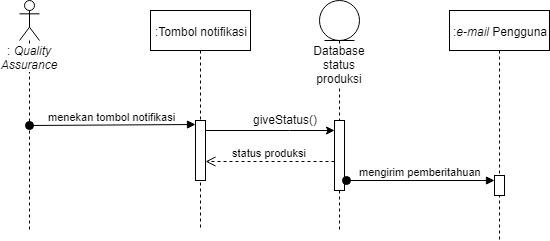 : Quality
Assurance
:Tombol notifikasi
Database
status
produksi
:e-mail Pengguna
menekan tombol notifikasi
giveStatus()
status produksi
mengirim pemberitahuan